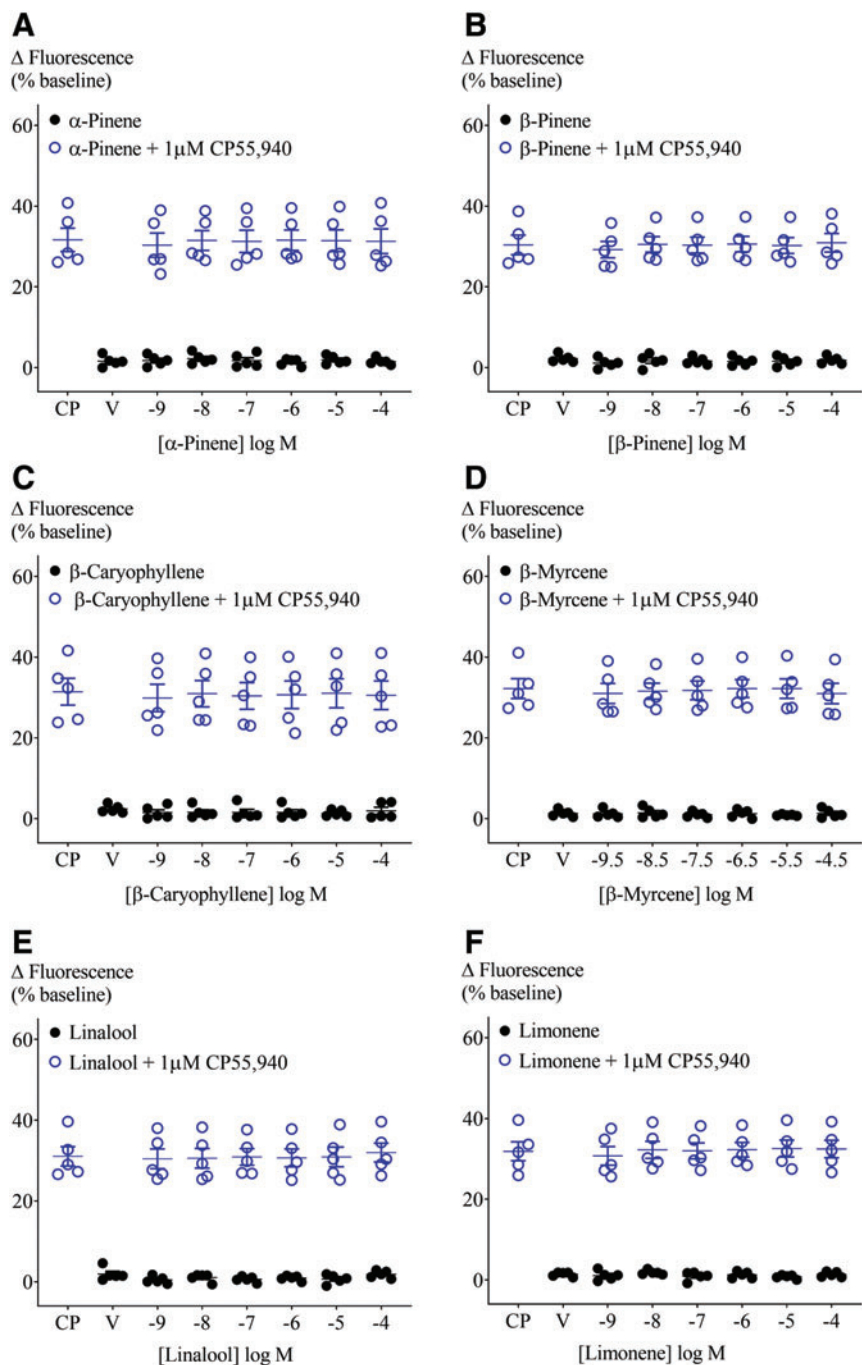 A
Δ Fluorescence
(% baseline)
60
40
20
0
α-Pinene
α-Pinene + 1μM CP55,940
CP V -9 -8 -7 -6 -5 -4
[α-Pinene] log M
B
Δ Fluorescence
(% baseline)
60
40
20
0
β-Pinene
β-Pinene + 1μM CP55,940
CP V -9 -8 -7 -6 -5 -4
[β-Pinene] log M
C
Δ Fluorescence
(% baseline)
60
40
20
0
β-Caryophyllene
β-Caryophyllene + 1μM CP55,940
CP V -9 -8 -7 -6 -5 -4
[β-Caryophyllene] log M
D
Δ Fluorescence
(% baseline)
60
40
20
0
β-Myrcene
β-Myrcene + 1μM CP55,940
CP V -9.5 -8.5 -7.5 -6.5 -5.5 -4.5
[β-Myrcene] log M
E
Δ Fluorescence
(% baseline)
60
40
20
0
Linalool
Linalool + 1μM CP55,940
CP V -9 -8 -7 -6 -5 -4
[Linalool] log M
F
Δ Fluorescence
(% baseline)
60
40
20
0
Limonene
Limonene + 1μM CP55,940
CP V -9 -8 -7 -6 -5 -4
[Limonene] log M